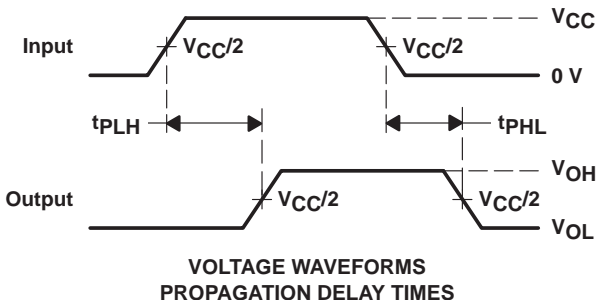 VCC
Input
VCC/2
VCC/2
0 V
tPLH
tPHL
VOH
Output
VCC/2
VCC/2
VOL
VOLTAGE WAVEFORMS
PROPAGATION DELAY TIMES